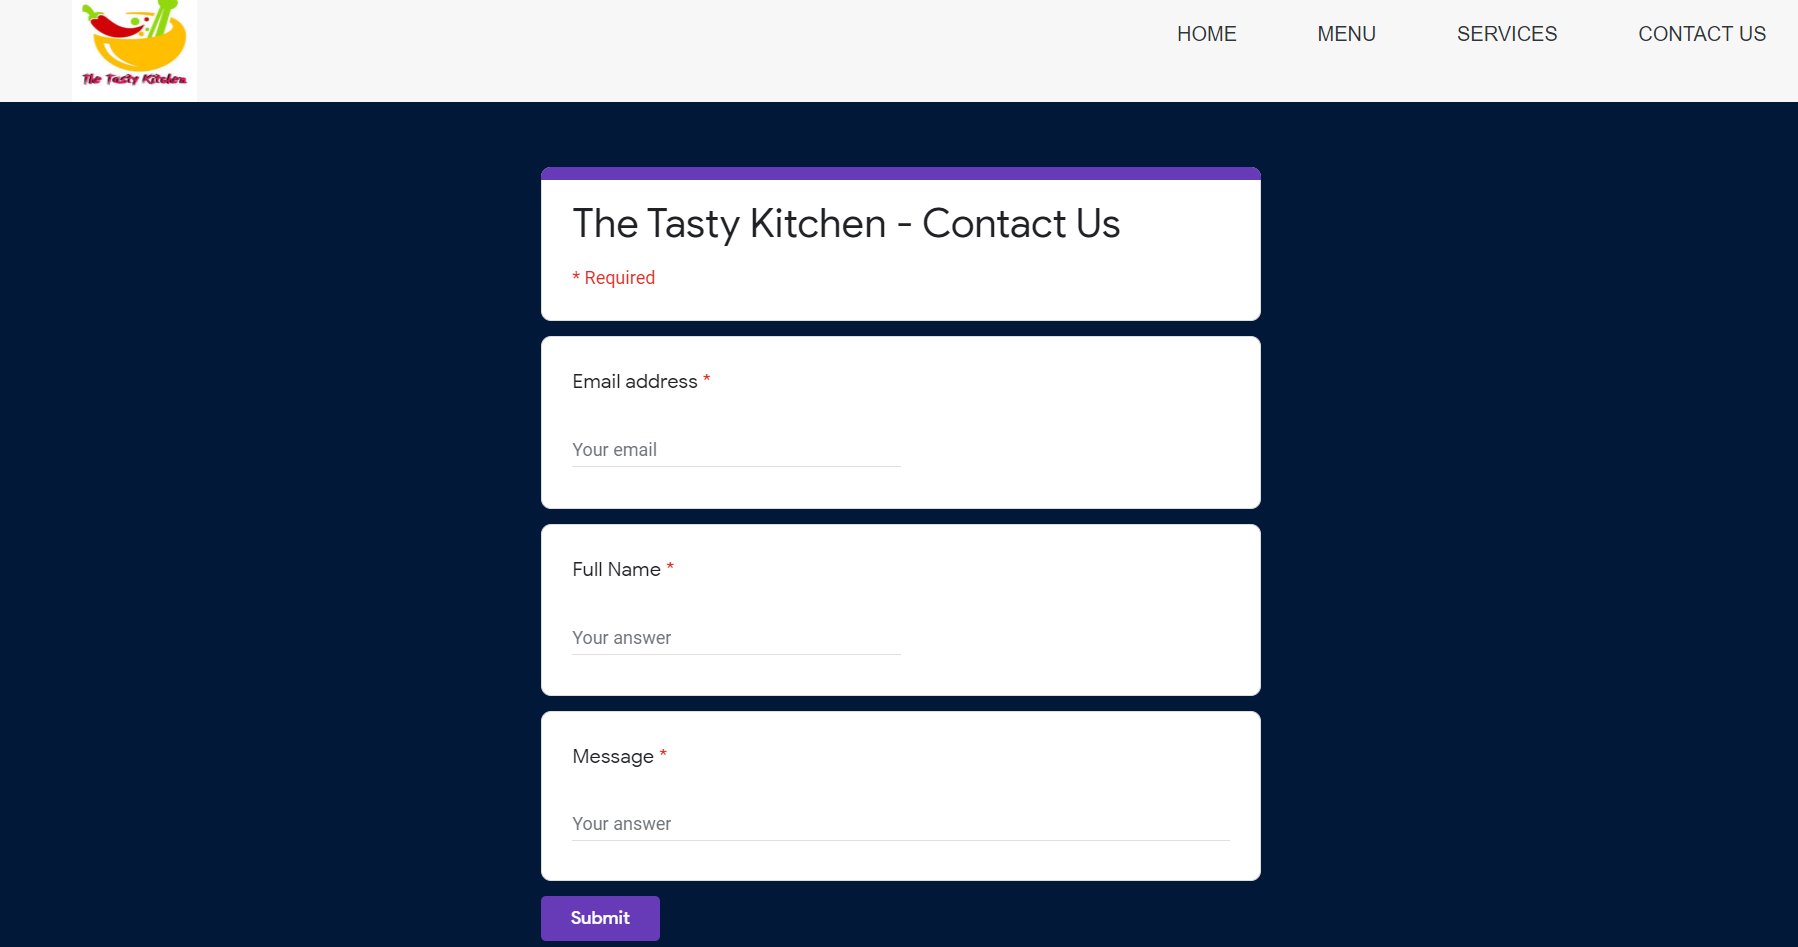 The Tasty Kitchen
HOME MENU SERVICES CONTACT US
The Tasty Kitchen - Contact Us
* Required
Email address *
Your email
Full Name *
Your answer
Message *
Your answer
Submit